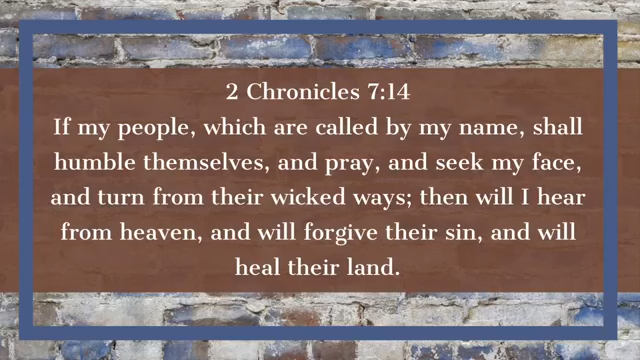 2 Chronicles 7:14
If my people, which are called by my name, shall
humble themselves, and pray, and seek my face,
and turn from their wicked ways; then will I hear
from heaven, and will forgive their sin, and will
heal their land.